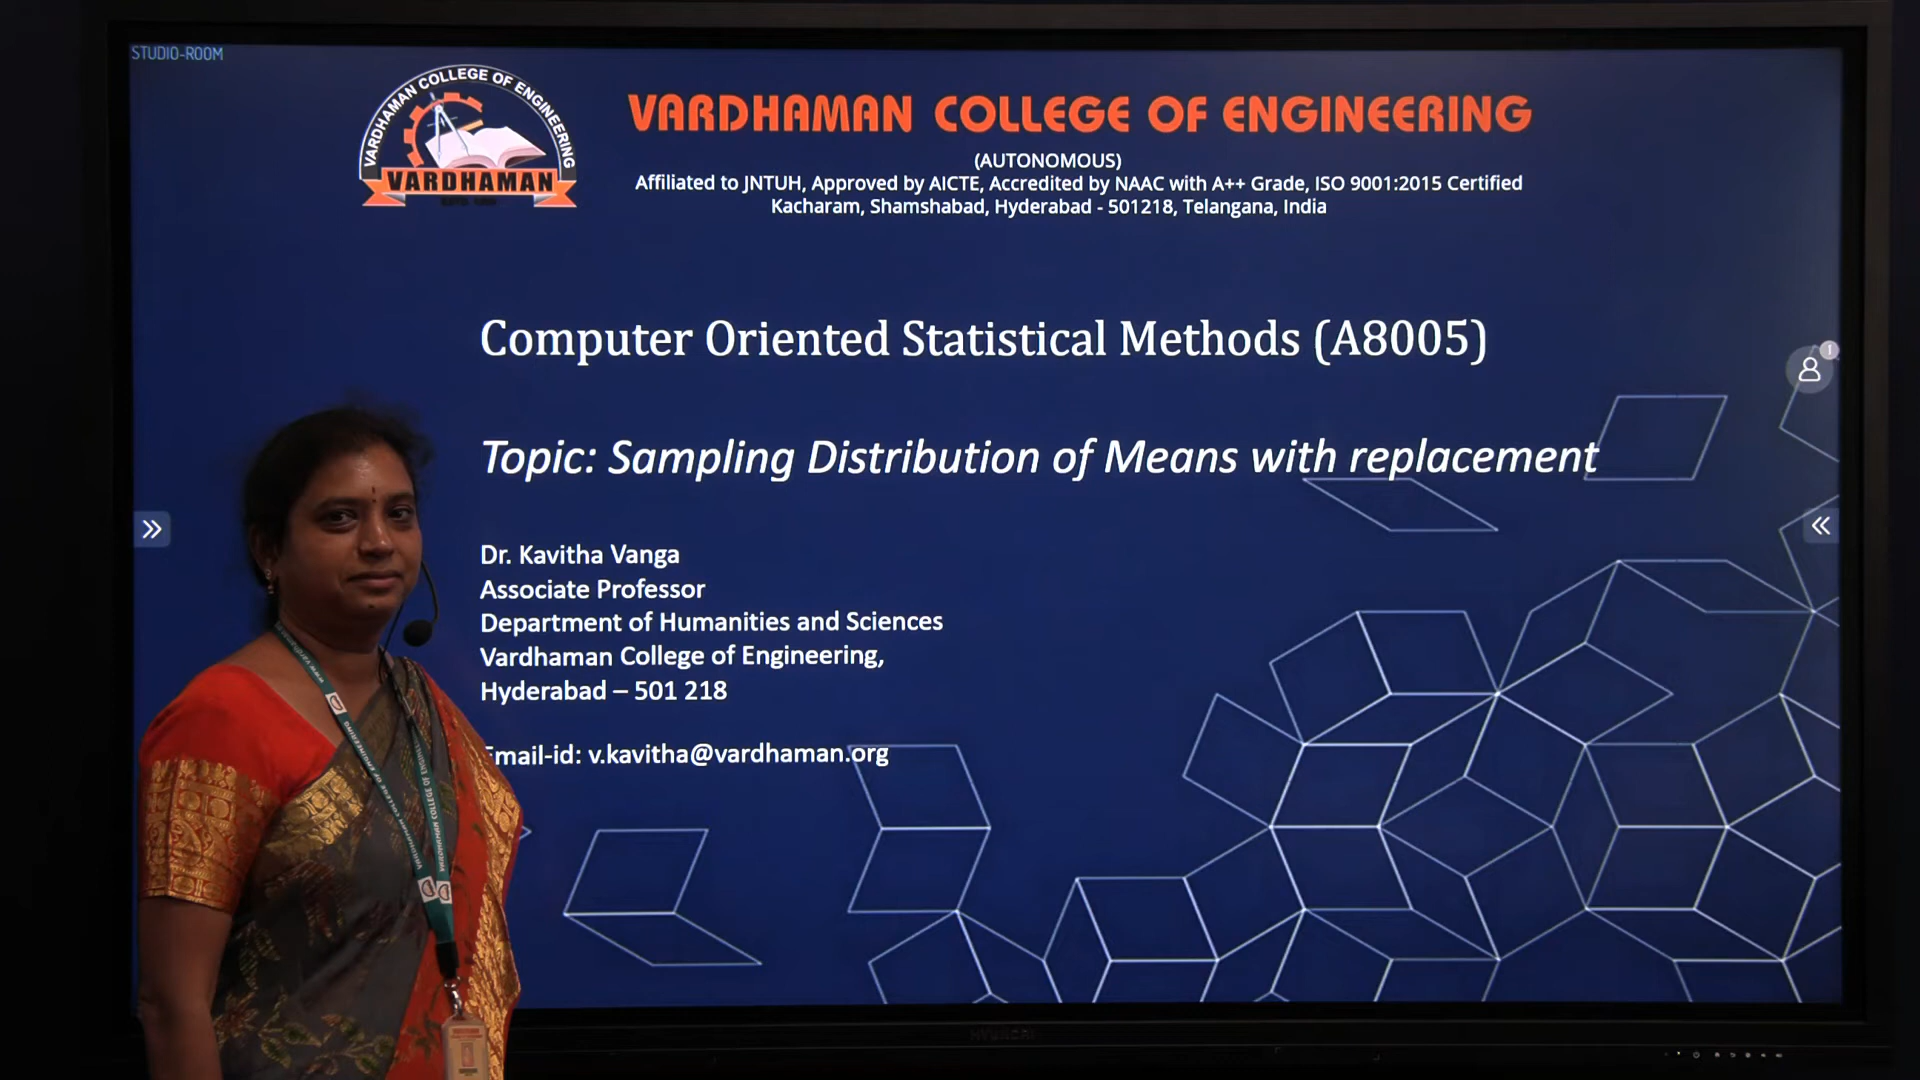 STUDIO-ROOM
VARDHAMAN COLLEGE OF ENGINEERING
VARDHAMAN
VARDHAMAN COLLEGE OF ENGINEERING
(AUTONOMOUS)
Affiliated to JNTUH, Approved by AICTE, Accredited by NAAC with A++ Grade, ISO 9001:2015 Certified
Kacharam, Shamshabad, Hyderabad - 501218, Telangana, India
Computer Oriented Statistical Methods (A8005)
1
Topic: Sampling Distribution of Means with replacement
Dr. Kavitha Vanga
Associate Professor
Department of Humanities and Sciences
Vardhaman College of Engineering,
Hyderabad – 501 218
Email-id: v.kavitha@vardhaman.org
HYUNDAI